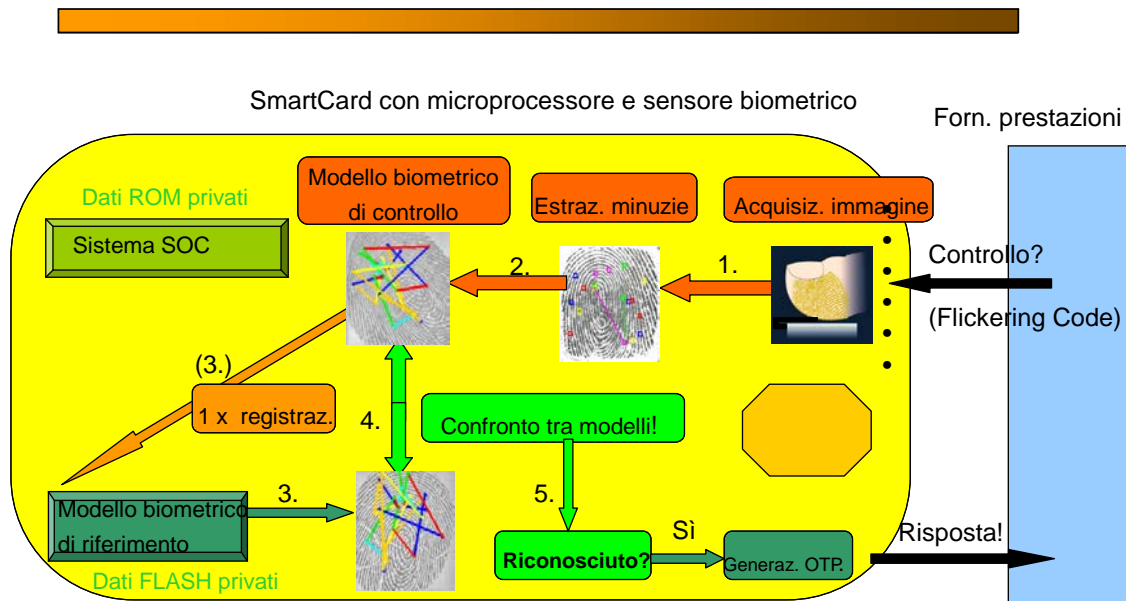 SmartCard con microprocessore e sensore biometrico
Forn. prestazioni
Dati ROM privati
Sistema SOC
Modello biometrico
di controllo
Estraz. minuzie
Acquisiz. immagine
Controllo?
(Flickering Code)
1.
2.
(3.)
1 x registraz.
4.
Confronto tra modelli!
Modello biometrico
di riferimento
3.
5.
Riconosciuto?
Sì
Generaz. OTP.
Risposta!
Dati FLASH privati